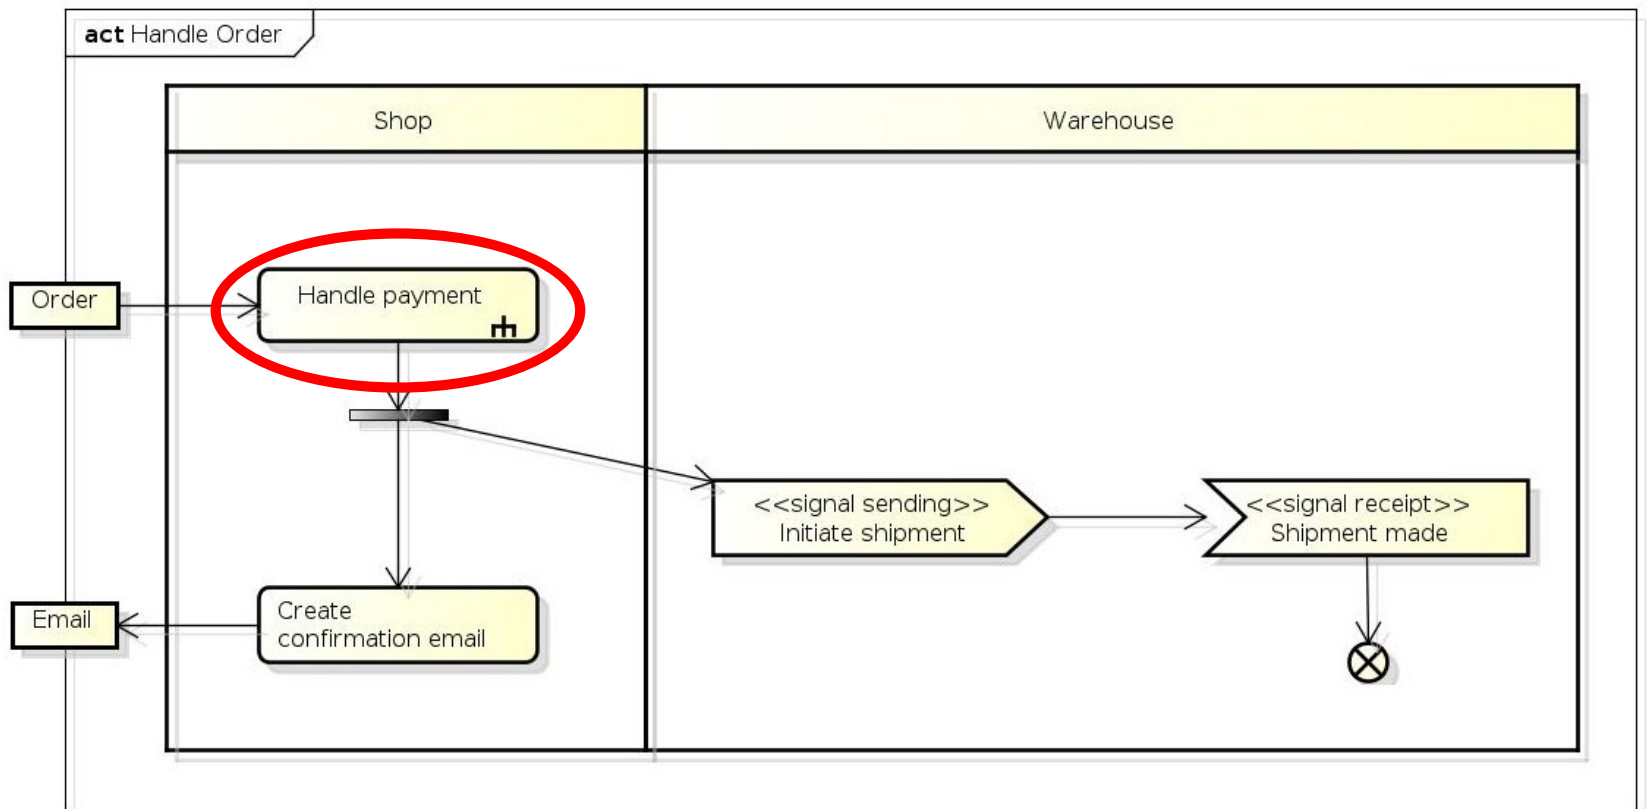 act Handle Order
Shop
Warehouse
Order
Handle payment
<<signal sending>>
Initiate shipment
<<signal receipt>>
Shipment made
Email
Create
confirmation email